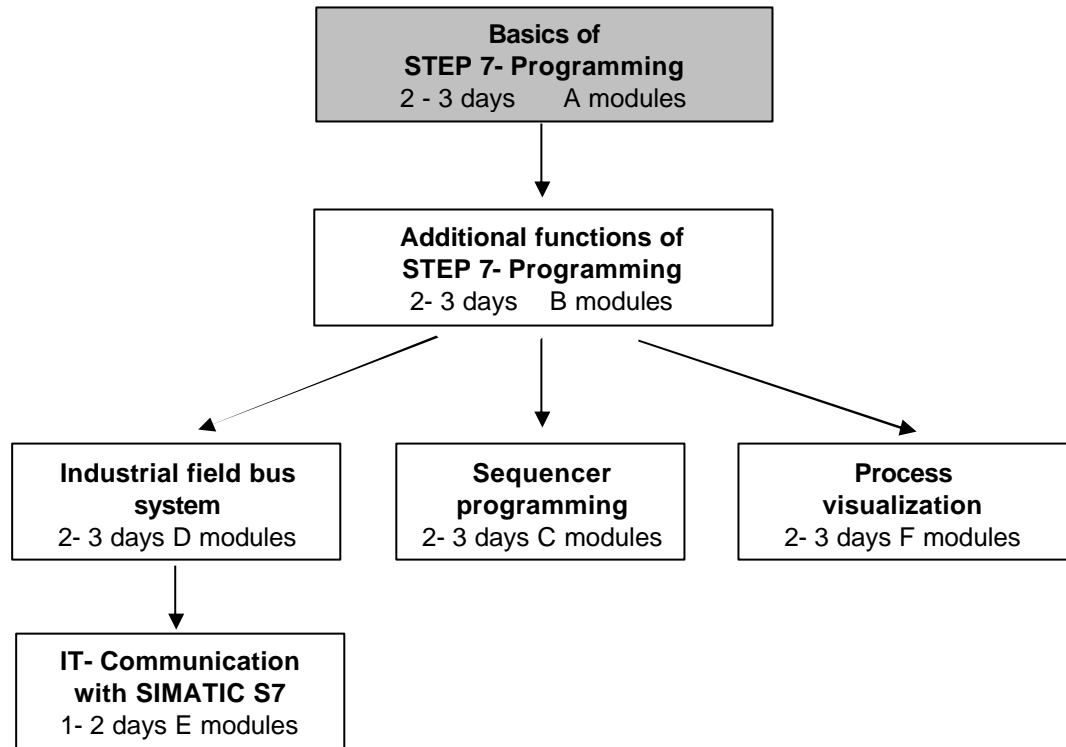 Basics of
STEP 7- Programming
2 - 3 days A modules
Additional functions of
STEP 7- Programming
2- 3 days B modules
Industrial field bus
system
2- 3 days D modules
Sequencer
programming
2- 3 days C modules
Process
visualization
2- 3 days F modules
IT- Communication
with SIMATIC S7
1- 2 days E modules